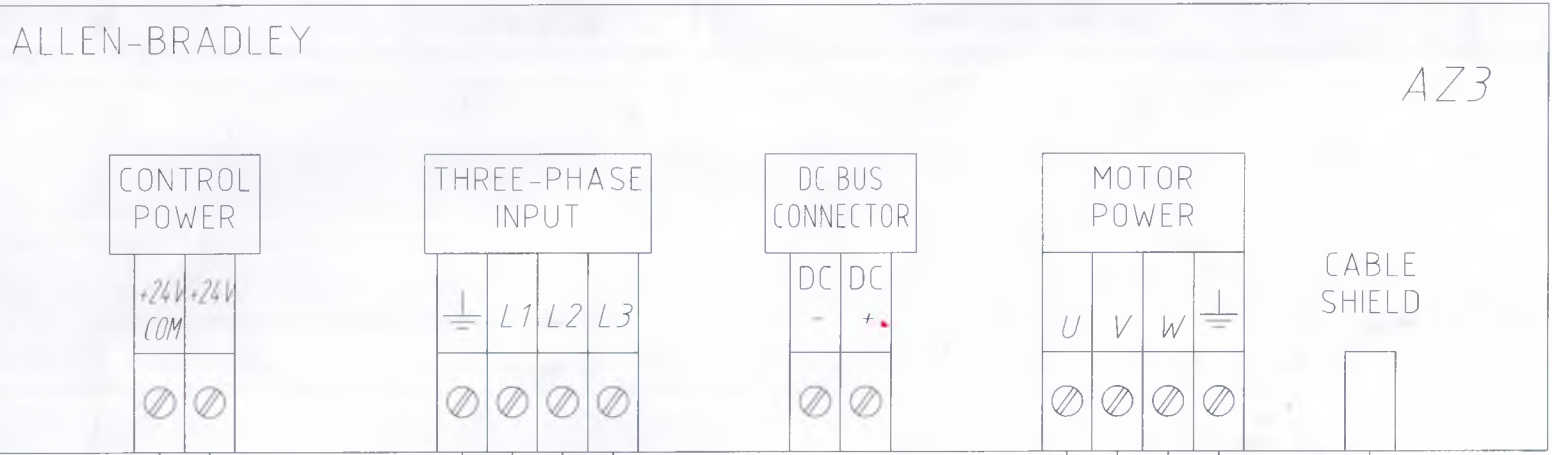 ALLEN-BRADLEY
AZ3
CONTROL
POWER
+24V +24V
COM
THREE-PHASE
INPUT
L1 L2 L3
DC BUS
CONNECTOR
DC DC
- +
MOTOR
POWER
U V W
CABLE
SHIELD